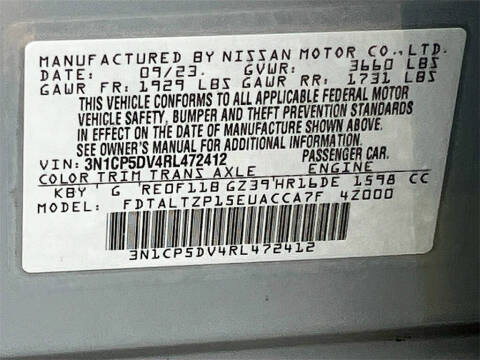 MANUFACTURED BY NISSAN MOTOR CO.,LTD.
DATE: 09/23. GVWR: 3660 LBS
GAWR FR: 1929 LBS GAWR RR: 1731 LBS
THIS VEHICLE CONFORMS TO ALL APPLICABLE FEDERAL MOTOR
VEHICLE SAFETY, BUMPER AND THEFT PREVENTION STANDARDS
IN EFFECT ON THE DATE OF MANUFACTURE SHOWN ABOVE.
SEE OWNER'S MANUAL FOR ADDITIONAL INFORMATION.
VIN: 3N1CP5DV4RL472412 PASSENGER CAR.
COLOR TRIM TRANS AXLE ENGINE
KBY' G RE0F11B GZ39'HR16DE 1598 CC
MODEL: FDTALTZP15EUACCA7F 4Z000
3N1CP5DV4RL472412